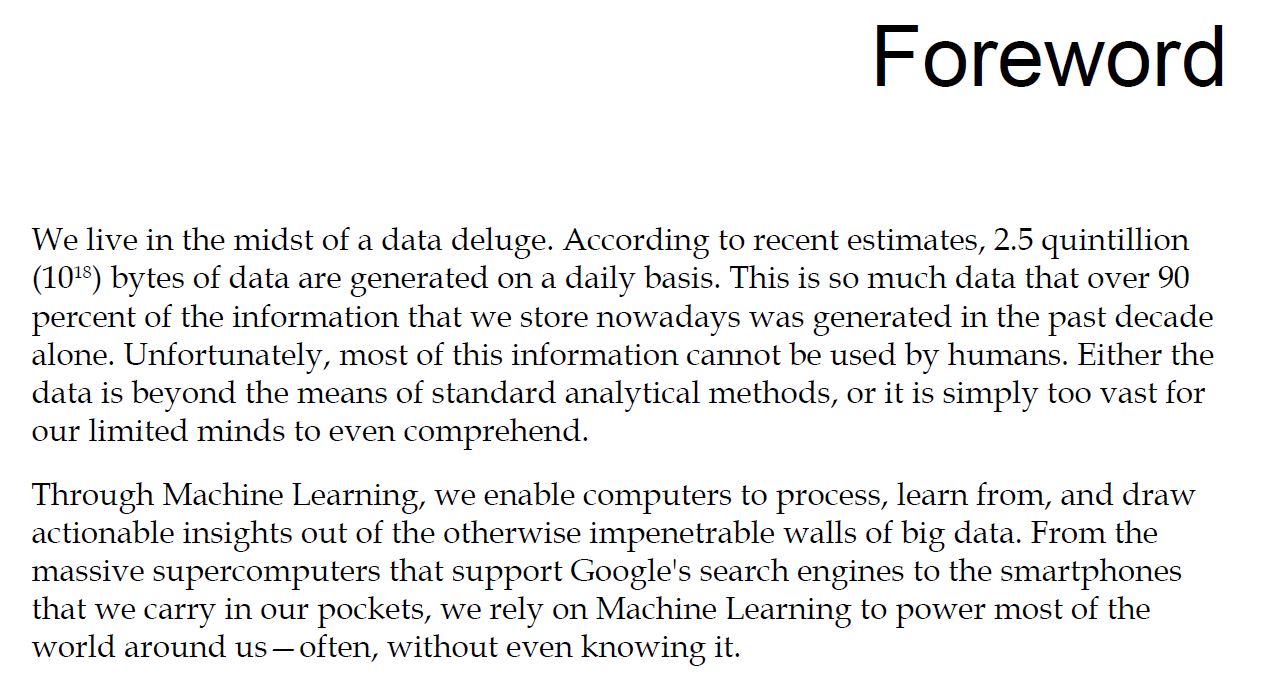 Foreword
We live in the midst of a data deluge. According to recent estimates, 2.5 quintillion
(10¹⁸) bytes of data are generated on a daily basis. This is so much data that over 90
percent of the information that we store nowadays was generated in the past decade
alone. Unfortunately, most of this information cannot be used by humans. Either the
data is beyond the means of standard analytical methods, or it is simply too vast for
our limited minds to even comprehend.
Through Machine Learning, we enable computers to process, learn from, and draw
actionable insights out of the otherwise impenetrable walls of big data. From the
massive supercomputers that support Google's search engines to the smartphones
that we carry in our pockets, we rely on Machine Learning to power most of the
world around us—often, without even knowing it.